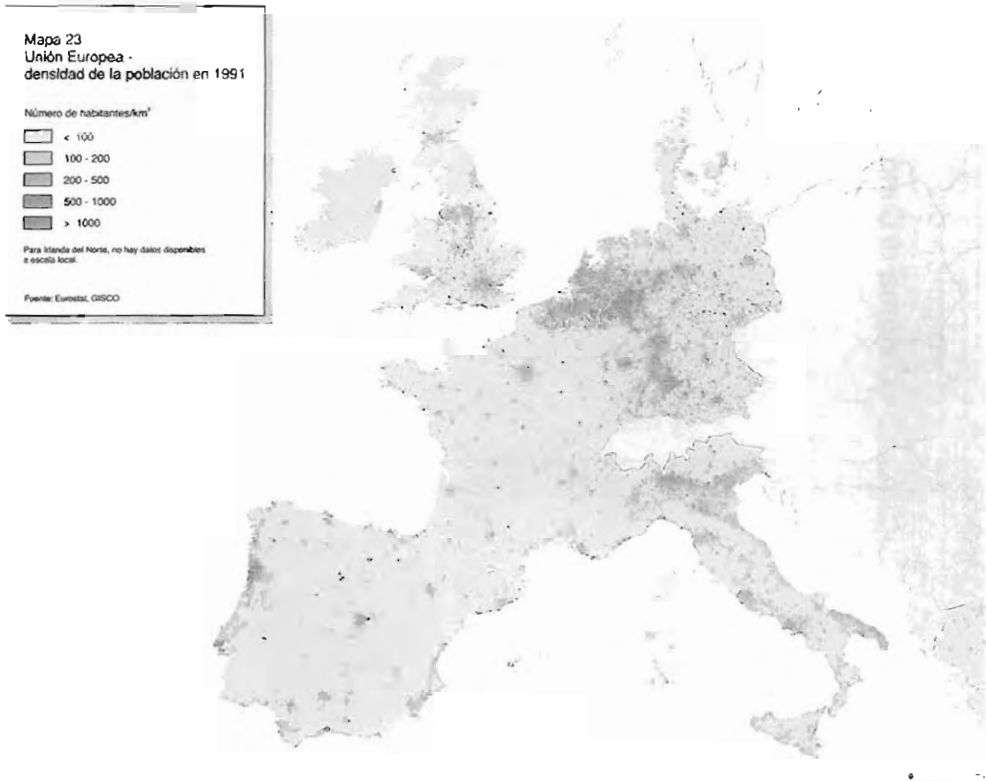 Mapa 23
Unión Europea -
densidad de la población en 1991
Número de habitantes/km²
< 100
100 - 200
200 - 500
500 - 1000
> 1000
Para Irlanda del Norte, no hay datos disponibles
a escala local.
Fuente: Eurostat, GISCO